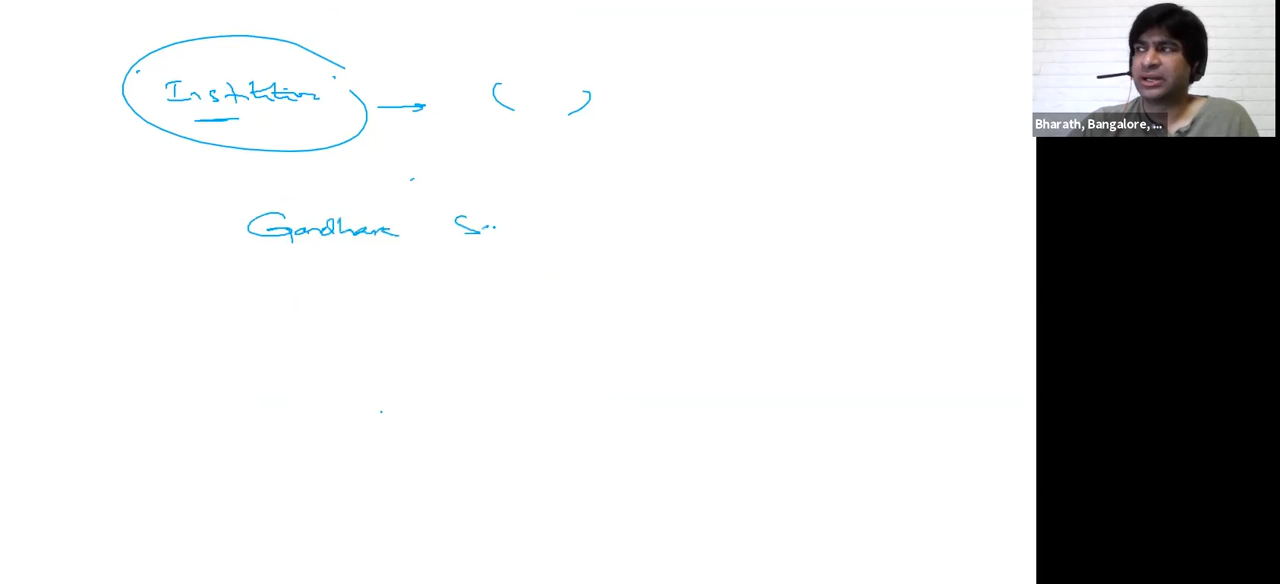 Institution → ( )
Bharath, Bangalore, ...
Gandhara S..